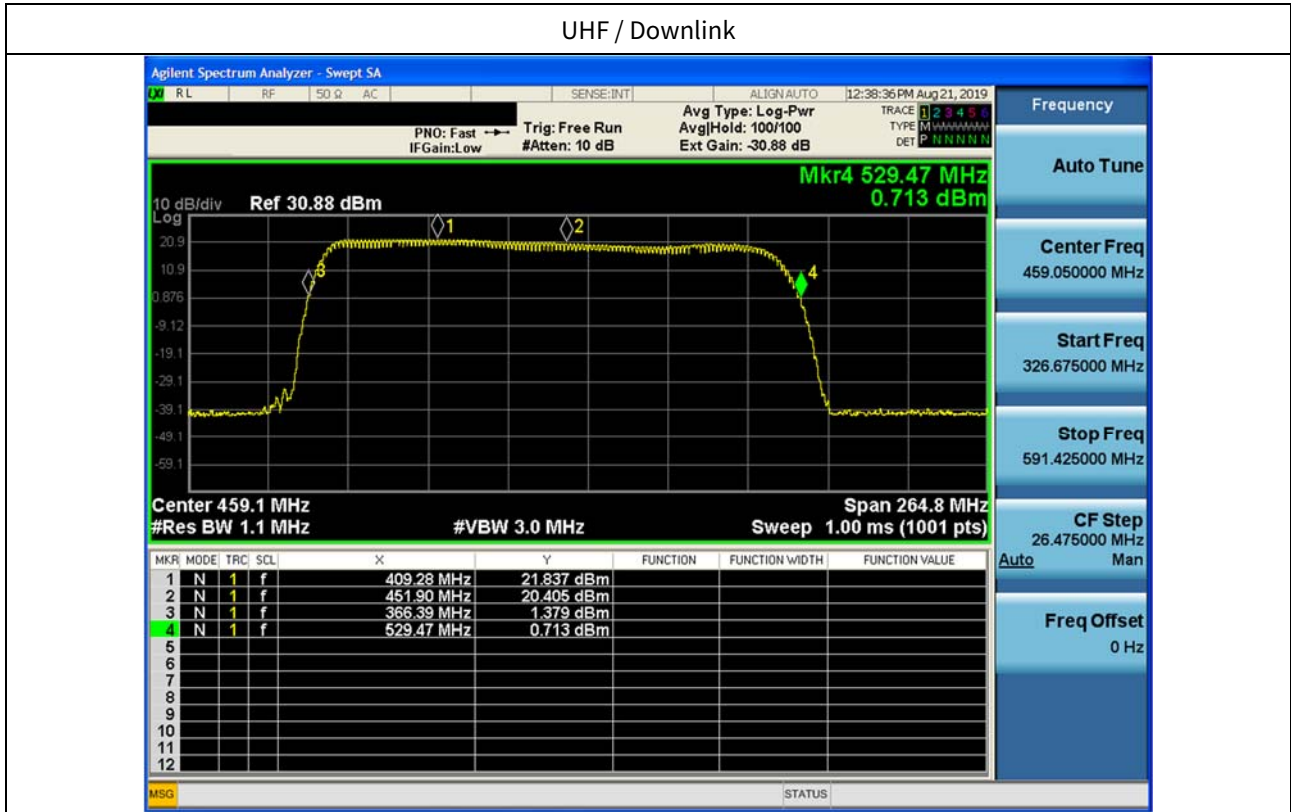 UHF / Downlink
Agilent Spectrum Analyzer - Swept SA
LXI RL RF 50 Ω AC SENSE:INT ALIGN AUTO 12:38:36 PM Aug 21, 2019
PNO: Fast Trig: Free Run Avg Type: Log-Pwr TRACE 1 2 3 4 5 6
IFGain:Low #Atten: 10 dB Avg|Hold: 100/100 TYPE M
Ext Gain: -30.88 dB DET P N N N N N
Mkr4 529.47 MHz
0.713 dBm
10 dB/div Ref 30.88 dBm
Log
20.9
10.9
0.876
-9.12
-19.1
-29.1
-39.1
-49.1
-59.1
1
2
3
4
Center 459.1 MHz Span 264.8 MHz
#Res BW 1.1 MHz #VBW 3.0 MHz Sweep 1.00 ms (1001 pts)
MKR MODE TRC SCL X Y FUNCTION FUNCTION WIDTH FUNCTION VALUE
1 N 1 f 409.28 MHz 21.837 dBm
2 N 1 f 451.90 MHz 20.405 dBm
3 N 1 f 366.39 MHz 1.379 dBm
4 N 1 f 529.47 MHz 0.713 dBm
5
6
7
8
9
10
11
12
MSG STATUS
Frequency
Auto Tune
Center Freq
459.050000 MHz
Start Freq
326.675000 MHz
Stop Freq
591.425000 MHz
CF Step
26.475000 MHz
Auto Man
Freq Offset
0 Hz